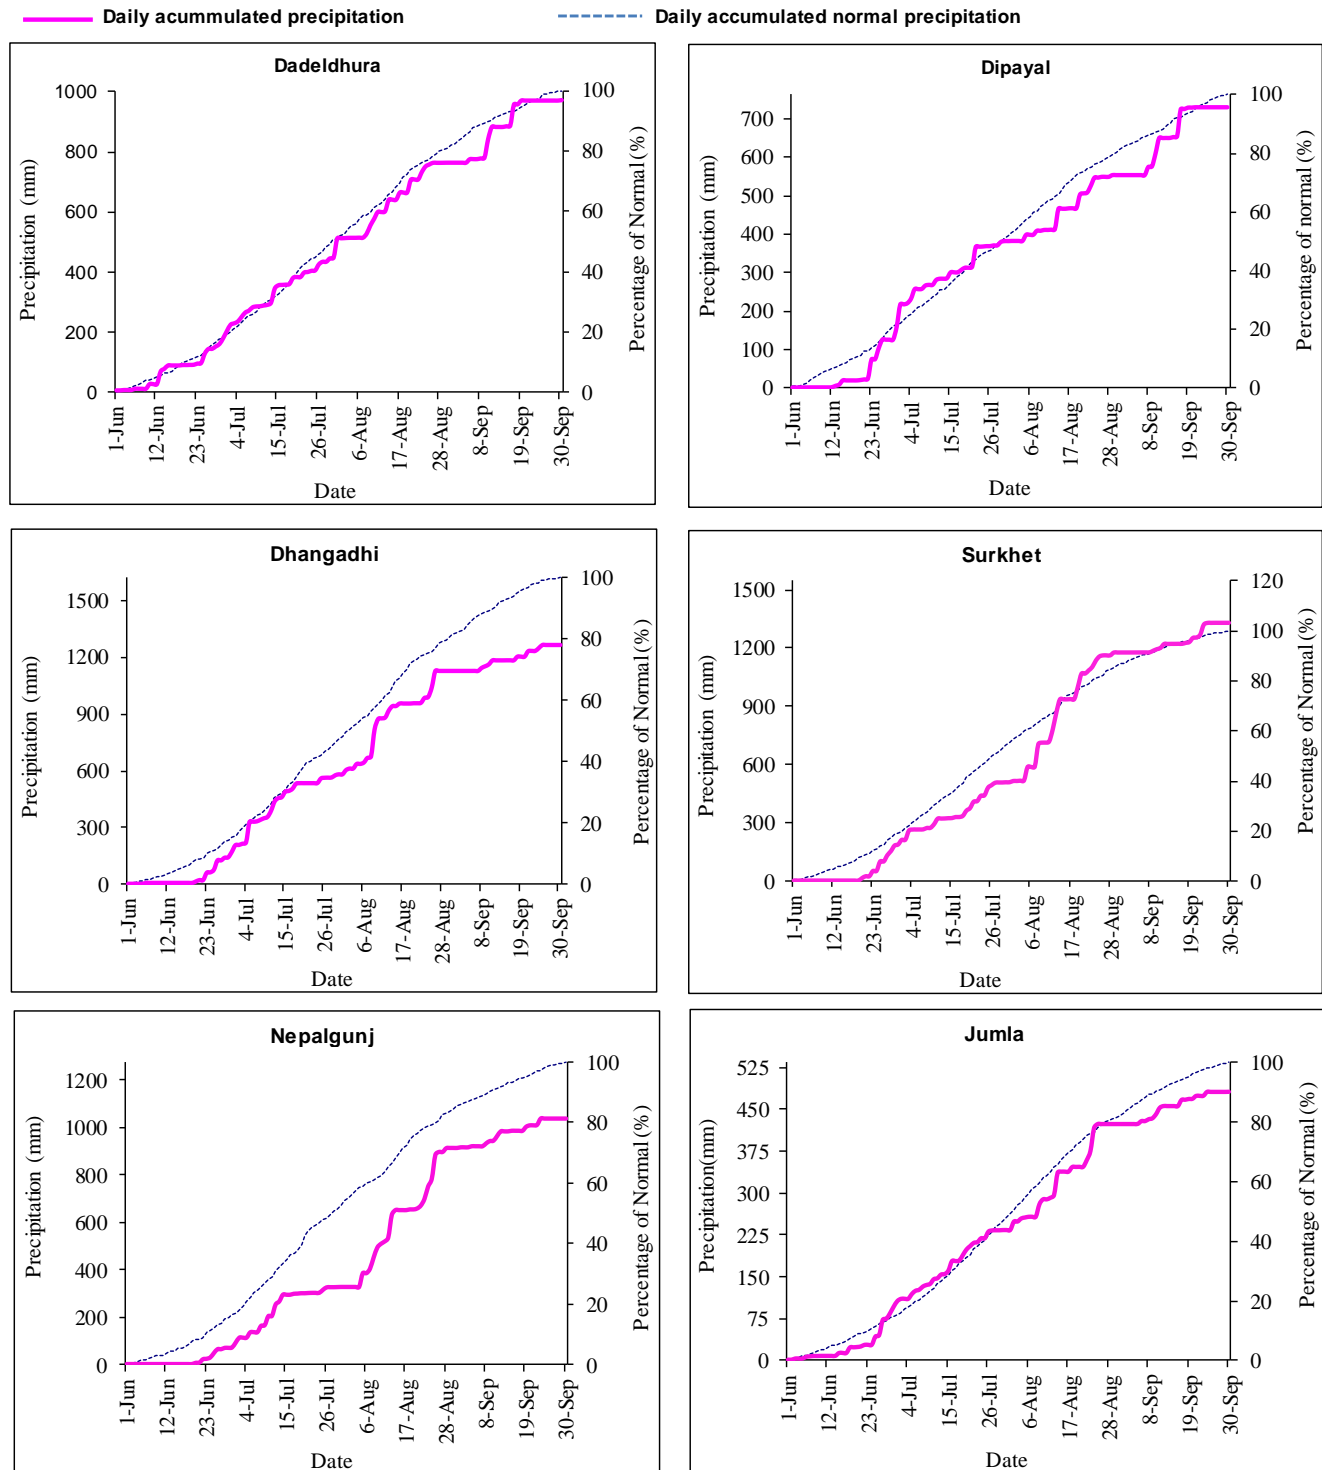 Daily acummulated precipitation
Daily accumulated normal precipitation
Dadeldhura
Precipitation (mm)
1000
800
600
400
200
0
100
80
60
40
20
0
Percentage of Normal (%)
1-Jun
12-Jun
23-Jun
4-Jul
15-Jul
26-Jul
6-Aug
17-Aug
28-Aug
8-Sep
19-Sep
30-Sep
Date
Dipayal
Precipitation (mm)
700
600
500
400
300
200
100
0
100
80
60
40
20
0
Percentage of normal (%)
1-Jun
12-Jun
23-Jun
4-Jul
15-Jul
26-Jul
6-Aug
17-Aug
28-Aug
8-Sep
19-Sep
30-Sep
Date
Dhangadhi
Precipitation (mm)
1500
1200
900
600
300
0
100
80
60
40
20
0
Percentage of Normal (%)
1-Jun
12-Jun
23-Jun
4-Jul
15-Jul
26-Jul
6-Aug
17-Aug
28-Aug
8-Sep
19-Sep
30-Sep
Date
Surkhet
Precipitation (mm)
1500
1200
900
600
300
0
120
100
80
60
40
20
0
Percentage of Normal (%)
1-Jun
12-Jun
23-Jun
4-Jul
15-Jul
26-Jul
6-Aug
17-Aug
28-Aug
8-Sep
19-Sep
30-Sep
Date
Nepalgunj
Precipitation (mm)
1200
1000
800
600
400
200
0
100
80
60
40
20
0
Percentage of Normal (%)
1-Jun
12-Jun
23-Jun
4-Jul
15-Jul
26-Jul
6-Aug
17-Aug
28-Aug
8-Sep
19-Sep
30-Sep
Date
Jumla
Precipitation(mm)
525
450
375
300
225
150
75
0
100
80
60
40
20
0
Percentage of Normal (%)
1-Jun
12-Jun
23-Jun
4-Jul
15-Jul
26-Jul
6-Aug
17-Aug
28-Aug
8-Sep
19-Sep
30-Sep
Date